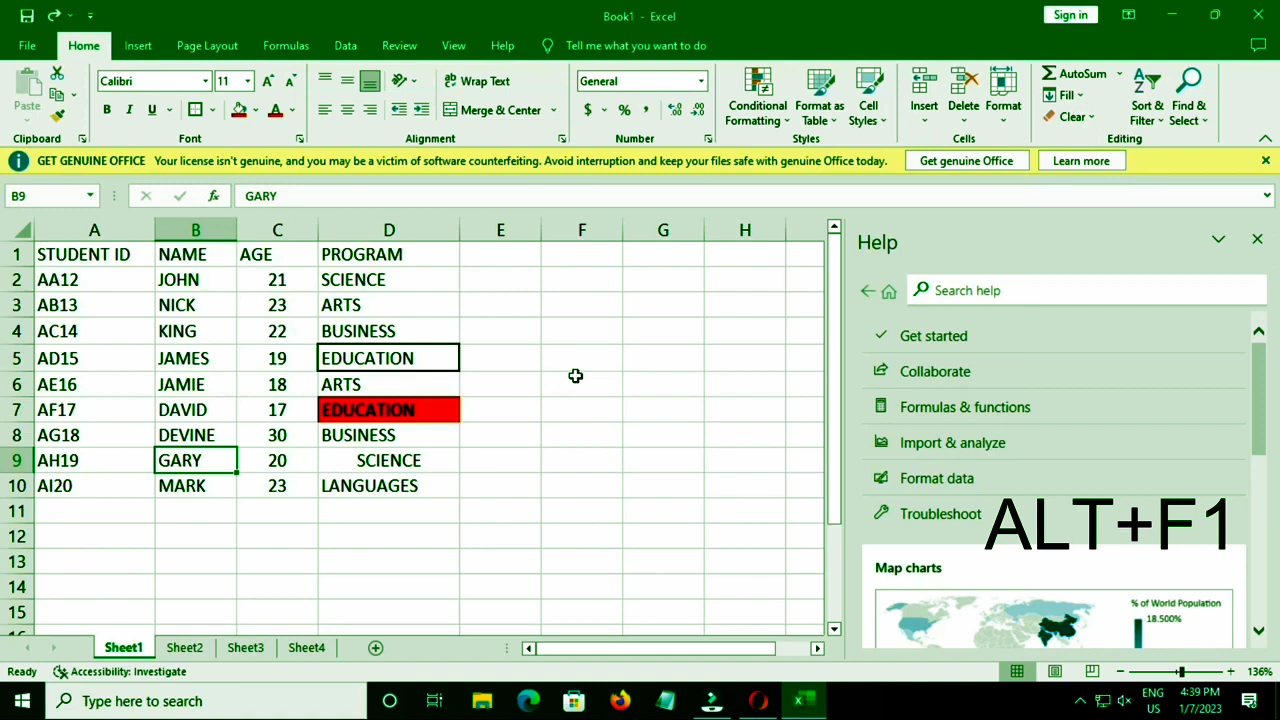 Book1 - Excel
Sign in
File Home Insert Page Layout Formulas Data Review View Help Tell me what you want to do
Paste
Clipboard
Calibri 11
B I U
Font
Wrap Text
Merge & Center
Alignment
General
$ % ,
Number
Conditional Formatting
Format as Table
Cell Styles
Styles
Insert Delete Format
Cells
AutoSum
Fill
Clear
Sort & Filter
Find & Select
Editing
GET GENUINE OFFICE Your license isn't genuine, and you may be a victim of software counterfeiting. Avoid interruption and keep your files safe with genuine Office today. Get genuine Office Learn more
B9 fx GARY
A B C D E F G H
1 STUDENT ID NAME AGE PROGRAM
2 AA12 JOHN 21 SCIENCE
3 AB13 NICK 23 ARTS
4 AC14 KING 22 BUSINESS
5 AD15 JAMES 19 EDUCATION
6 AE16 JAMIE 18 ARTS
7 AF17 DAVID 17 EDUCATION
8 AG18 DEVINE 30 BUSINESS
9 AH19 GARY 20 SCIENCE
10 AI20 MARK 23 LANGUAGES
11
12
13
14
15
Help
Search help
Get started
Collaborate
Formulas & functions
Import & analyze
Format data
Troubleshoot
ALT+F1
Map charts
% of World Population
18.500%
Sheet1 Sheet2 Sheet3 Sheet4
Ready Accessibility: Investigate 136%
Type here to search
ENG
US
4:39 PM
1/7/2023